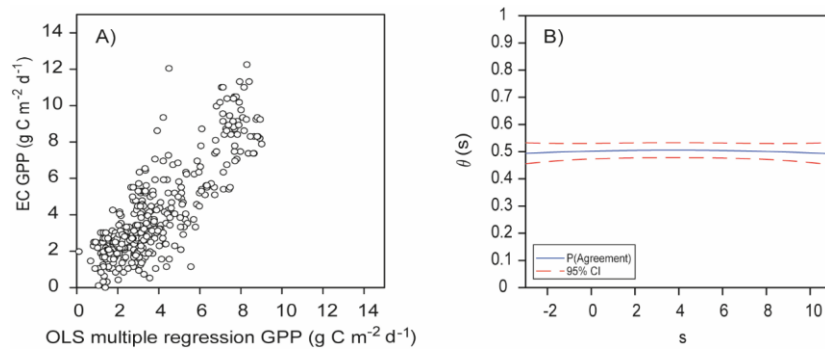 A)
EC GPP (g C m-2 d-1)
14
12
10
8
6
4
2
0
0 2 4 6 8 10 12 14
OLS multiple regression GPP (g C m-2 d-1)
B)
θ (s)
1
0.9
0.8
0.7
0.6
0.5
0.4
0.3
0.2
0.1
0
P(Agreement)
95% CI
-2 0 2 4 6 8 10
s